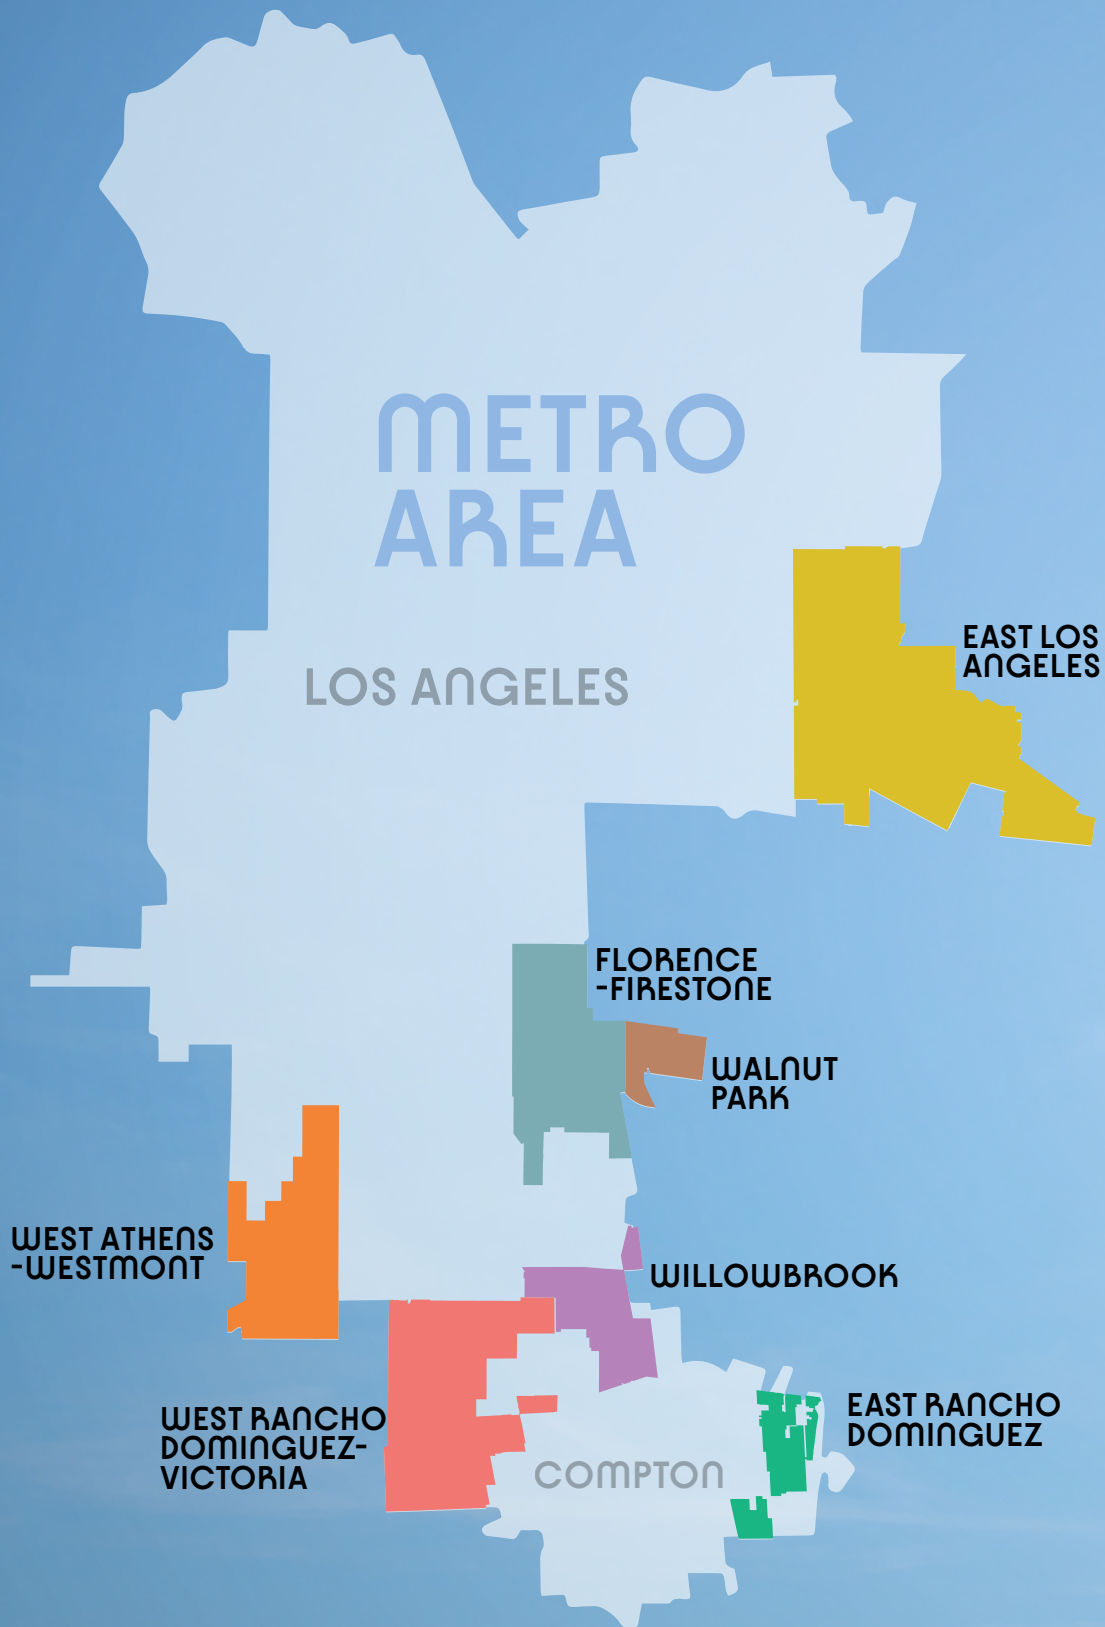 METRO
AREA
LOS ANGELES
EAST LOS
ANGELES
FLORENCE
-FIRESTONE
WALNUT
PARK
WEST ATHENS
-WESTMONT
WILLOWBROOK
WEST RANCHO
DOMINGUEZ-
VICTORIA
COMPTON
EAST RANCHO
DOMINGUEZ